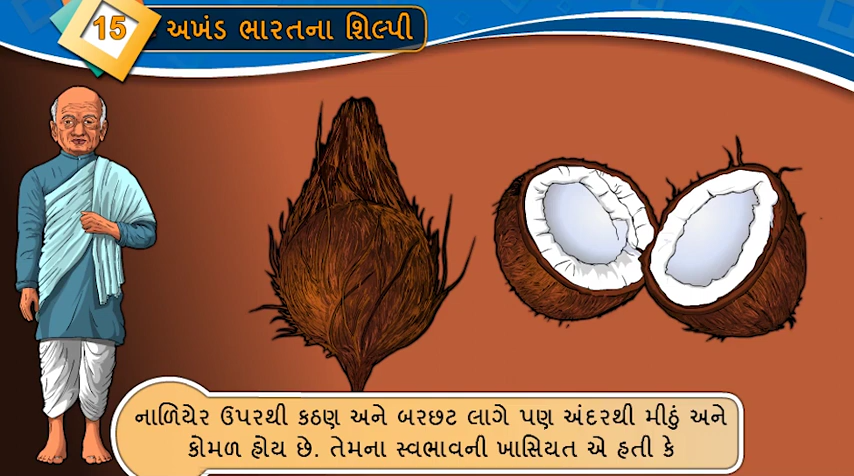 15
અખંડ ભારતના શિલ્પી
નાળિયેર ઉપરથી કઠણ અને બરછટ લાગે પણ અંદરથી મીઠું અને
કોમળ હોય છે. તેમના સ્વભાવની ખાસિયત એ હતી કે